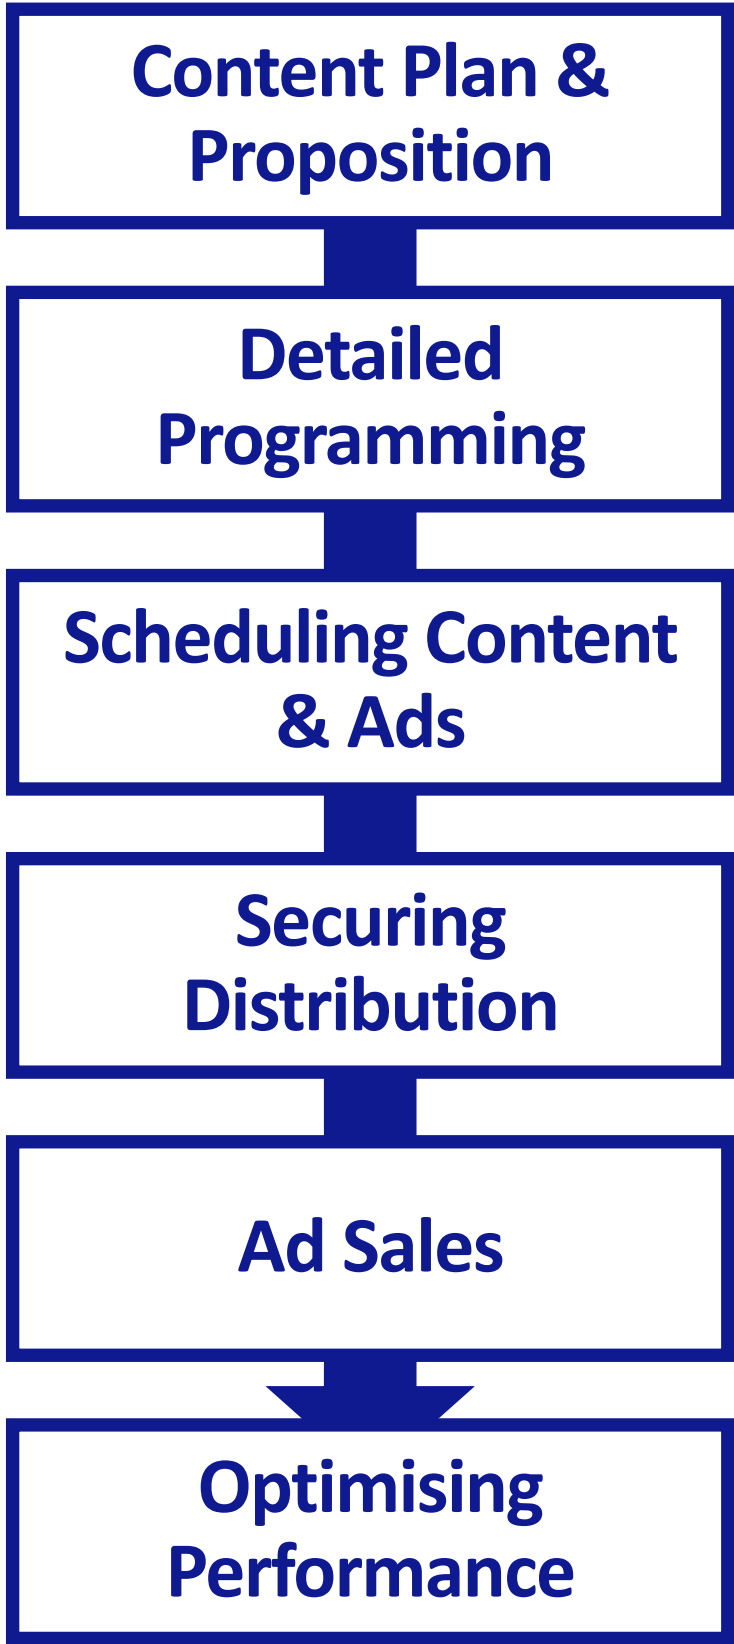 Content Plan &
Proposition
Detailed
Programming
Scheduling Content
& Ads
Securing
Distribution
Ad Sales
Optimising
Performance